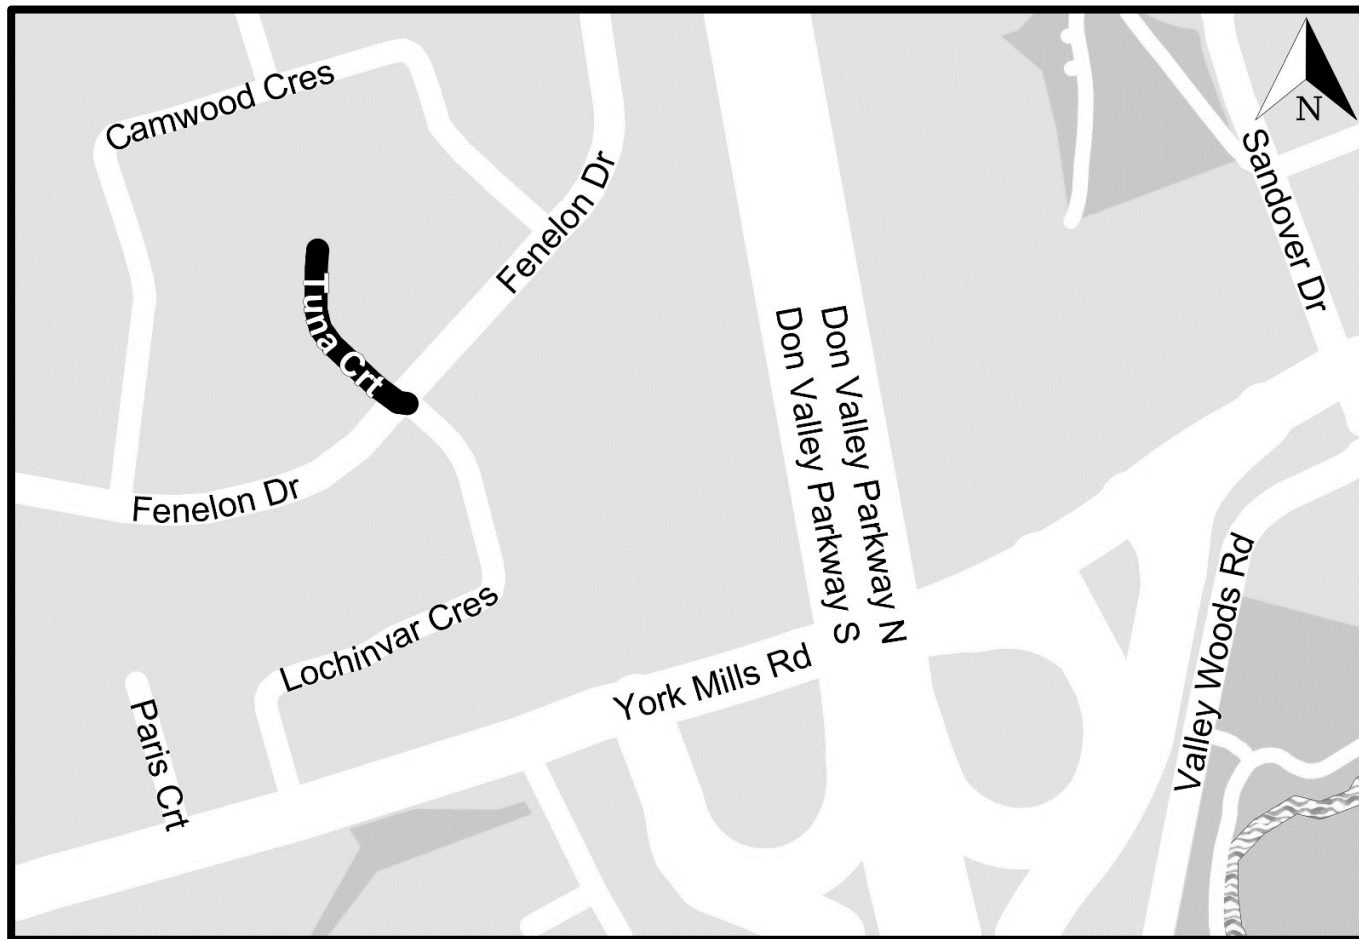 Camwood Cres
Fenelon Dr
N
Sandover Dr
Tuna Crt
Don Valley Parkway N
Don Valley Parkway S
Fenelon Dr
Lochinvar Cres
York Mills Rd
Valley Woods Rd
Paris Crt